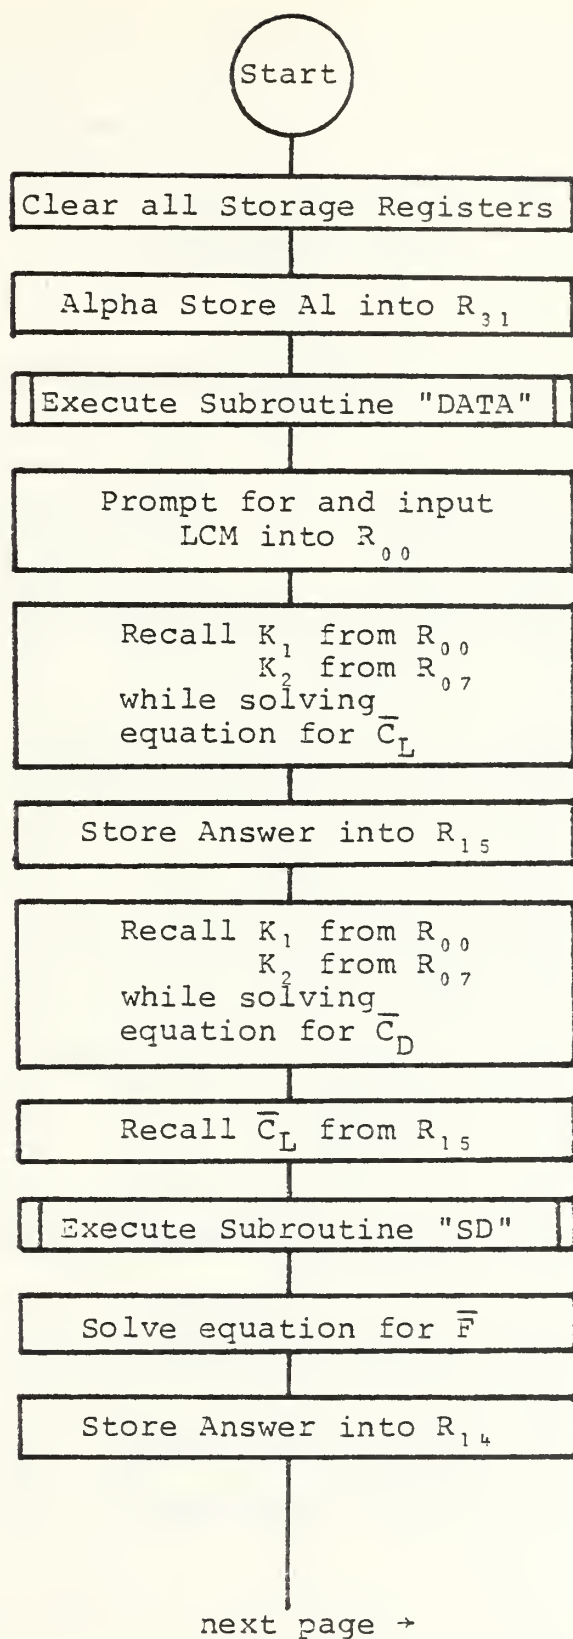 Start
Clear all Storage Registers
Alpha Store Al into R₃₁
Execute Subroutine "DATA"
Prompt for and input
LCM into R₀₀
Recall K₁ from R₀₀
K₂ from R₀₇
while solving
equation for C̅_L
Store Answer into R₁₅
Recall K₁ from R₀₀
K₂ from R₀₇
while solving
equation for C̅_D
Recall C̅_L from R₁₅
Execute Subroutine "SD"
Solve equation for F̅
Store Answer into R₁₄
next page →